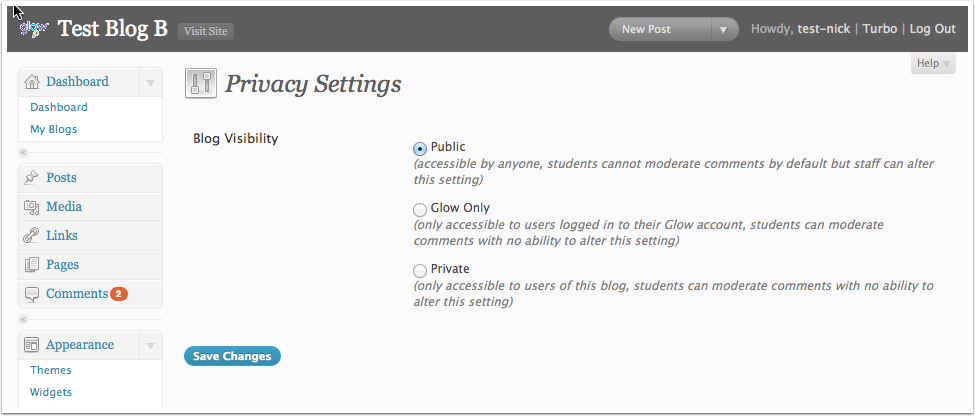 glow Test Blog B Visit Site New Post Howdy, test-nick | Turbo | Log Out
Help
Dashboard
Dashboard
My Blogs
Posts
Media
Links
Pages
Comments 2
Appearance
Themes
Widgets
Privacy Settings
Blog Visibility
Public
(accessible by anyone, students cannot moderate comments by default but staff can alter
this setting)
Glow Only
(only accessible to users logged in to their Glow account, students can moderate
comments with no ability to alter this setting)
Private
(only accessible to users of this blog, students can moderate comments with no ability to
alter this setting)
Save Changes